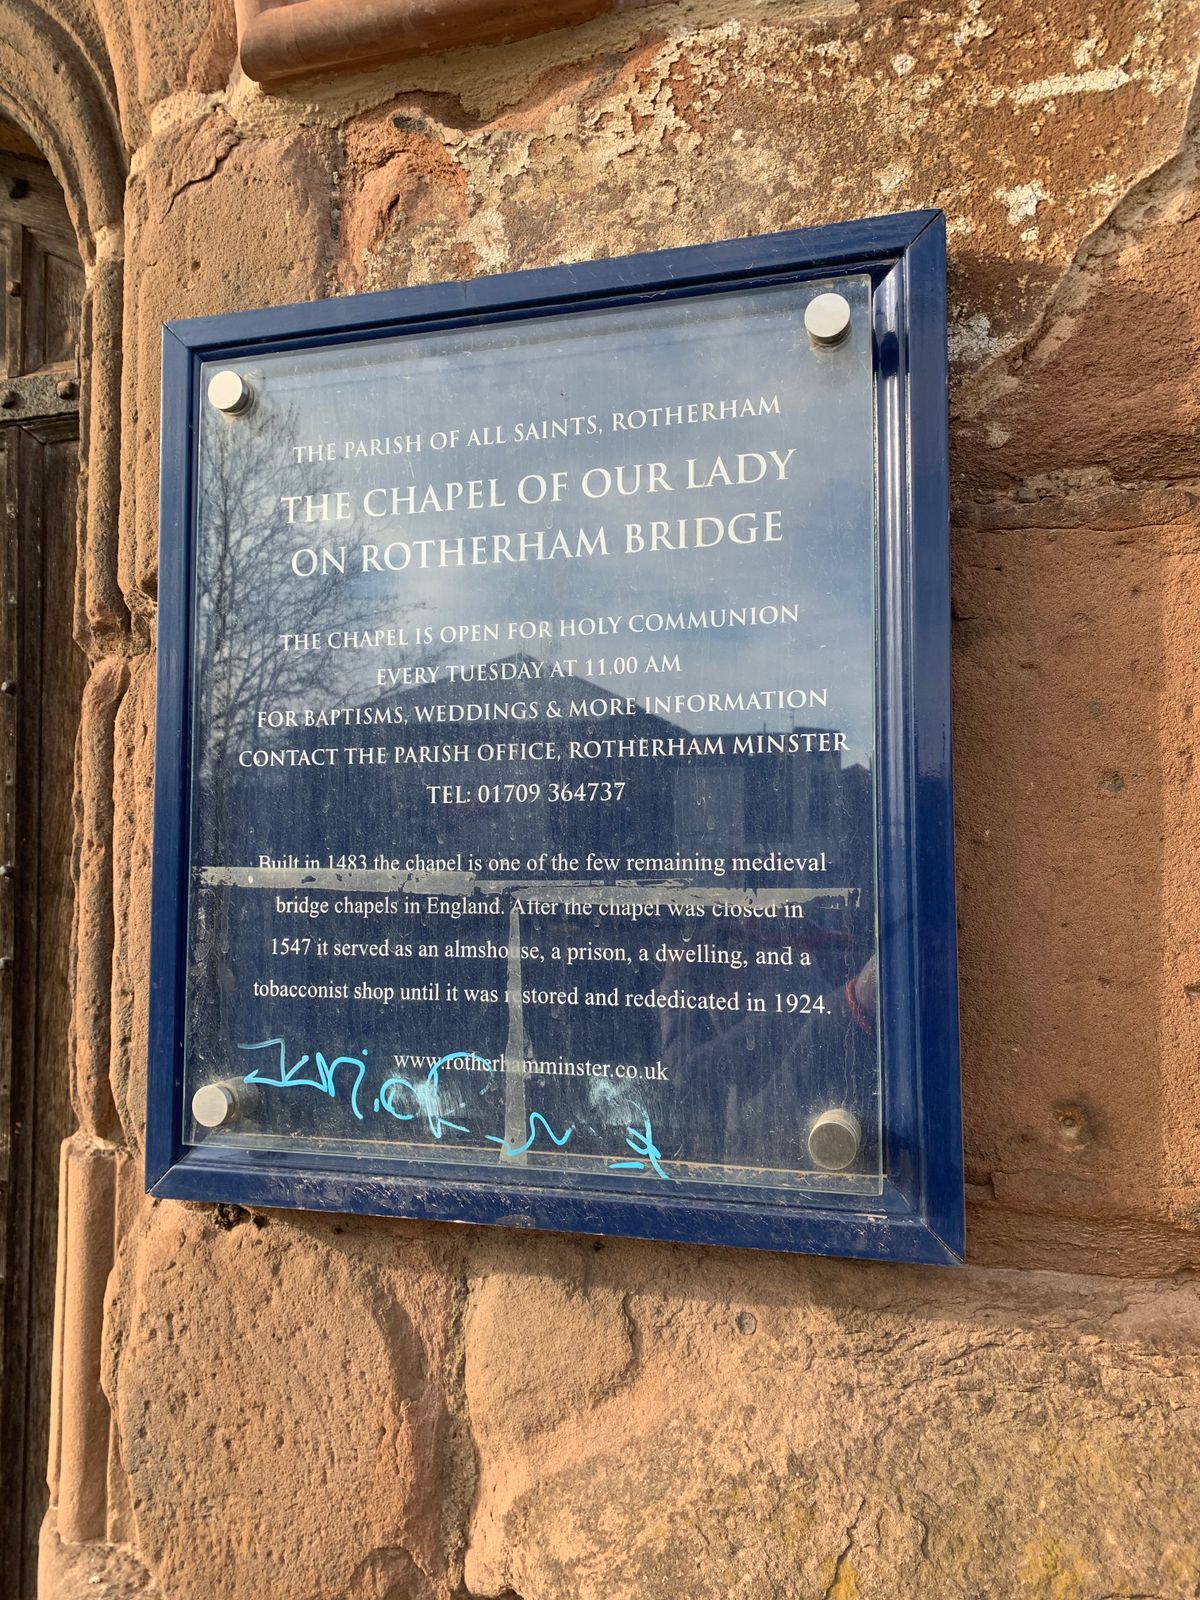 THE PARISH OF ALL SAINTS, ROTHERHAM
THE CHAPEL OF OUR LADY
ON ROTHERHAM BRIDGE
THE CHAPEL IS OPEN FOR HOLY COMMUNION
EVERY TUESDAY AT 11.00 AM
FOR BAPTISMS, WEDDINGS & MORE INFORMATION
CONTACT THE PARISH OFFICE, ROTHERHAM MINSTER
TEL: 01709 364737
Built in 1483 the chapel is one of the few remaining medieval
bridge chapels in England. After the chapel was closed in
1547 it served as an almshouse, a prison, a dwelling, and a
tobacconist shop until it was restored and rededicated in 1924.
www.rotherhamminster.co.uk